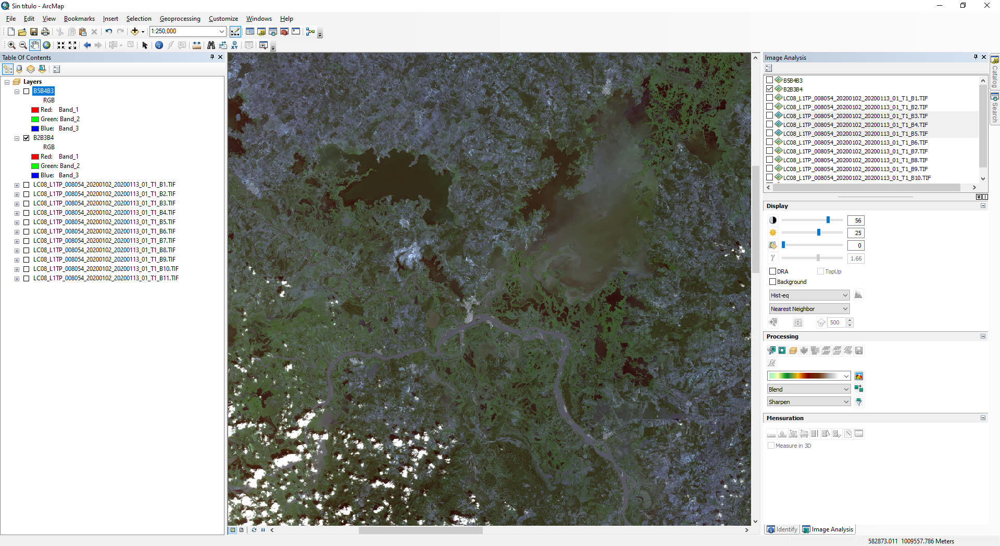 Sin título - ArcMap
File Edit View Bookmarks Insert Selection Geoprocessing Customize Windows Help
1:250,000
Table Of Contents
Layers
B5B4B3
RGB
Red: Band_1
Green: Band_2
Blue: Band_3
B2B3B4
RGB
Red: Band_1
Green: Band_2
Blue: Band_3
LC08_L1TP_008054_20200102_20200113_01_T1_B1.TIF
LC08_L1TP_008054_20200102_20200113_01_T1_B2.TIF
LC08_L1TP_008054_20200102_20200113_01_T1_B3.TIF
LC08_L1TP_008054_20200102_20200113_01_T1_B4.TIF
LC08_L1TP_008054_20200102_20200113_01_T1_B5.TIF
LC08_L1TP_008054_20200102_20200113_01_T1_B6.TIF
LC08_L1TP_008054_20200102_20200113_01_T1_B7.TIF
LC08_L1TP_008054_20200102_20200113_01_T1_B8.TIF
LC08_L1TP_008054_20200102_20200113_01_T1_B9.TIF
LC08_L1TP_008054_20200102_20200113_01_T1_B10.TIF
LC08_L1TP_008054_20200102_20200113_01_T1_B11.TIF
Image Analysis
B5B4B3
B2B3B4
LC08_L1TP_008054_20200102_20200113_01_T1_B1.TIF
LC08_L1TP_008054_20200102_20200113_01_T1_B2.TIF
LC08_L1TP_008054_20200102_20200113_01_T1_B3.TIF
LC08_L1TP_008054_20200102_20200113_01_T1_B4.TIF
LC08_L1TP_008054_20200102_20200113_01_T1_B5.TIF
LC08_L1TP_008054_20200102_20200113_01_T1_B6.TIF
LC08_L1TP_008054_20200102_20200113_01_T1_B7.TIF
LC08_L1TP_008054_20200102_20200113_01_T1_B8.TIF
LC08_L1TP_008054_20200102_20200113_01_T1_B9.TIF
LC08_L1TP_008054_20200102_20200113_01_T1_B10.TIF
Display
56
25
0
γ 1.66
DRA TopUp
Background
Hist-eq
Nearest Neighbor
500
Processing
fx
Blend
Sharpen
Mensuration
Measure in 3D
Identify Image Analysis
Catalog
Search
582873.011 1009557.786 Meters